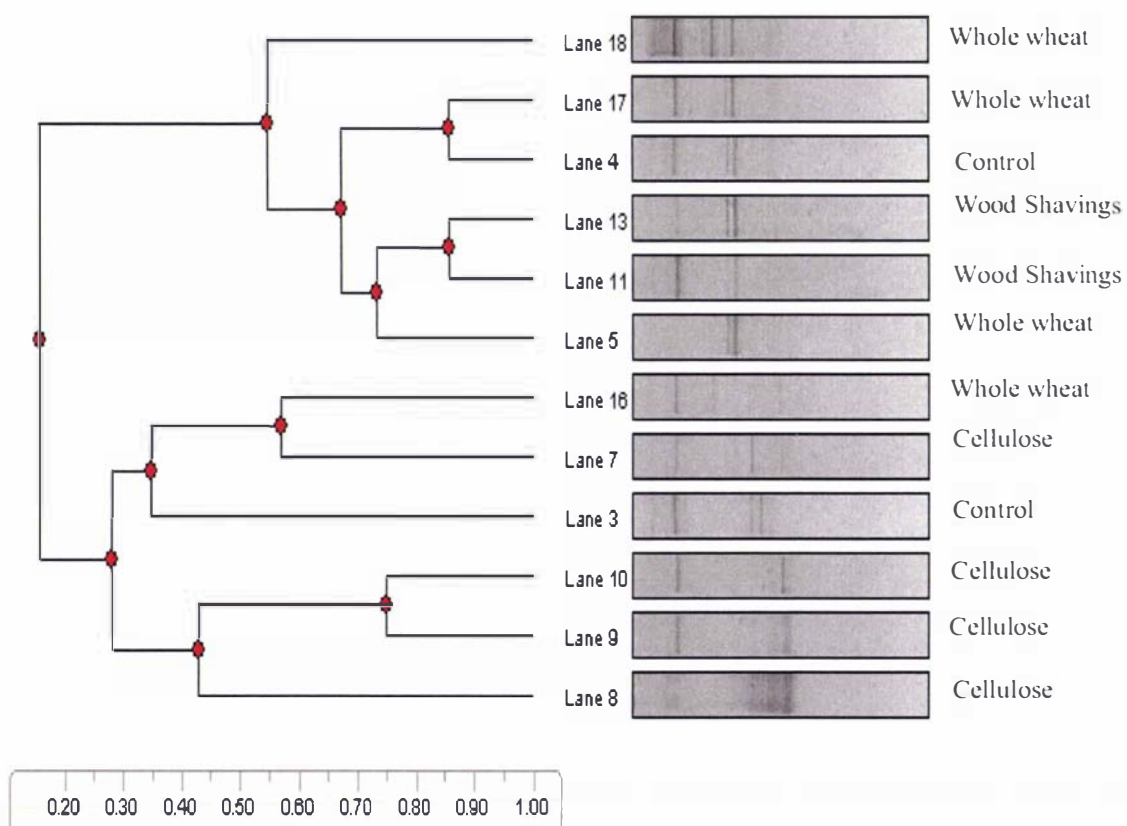 Lane 18 Whole wheat
Lane 17 Whole wheat
Lane 4 Control
Lane 13 Wood Shavings
Lane 11 Wood Shavings
Lane 5 Whole wheat
Lane 16 Whole wheat
Lane 7 Cellulose
Lane 3 Control
Lane 10 Cellulose
Lane 9 Cellulose
Lane 8 Cellulose
0.20 0.30 0.40 0.50 0.60 0.70 0.80 0.90 1.00